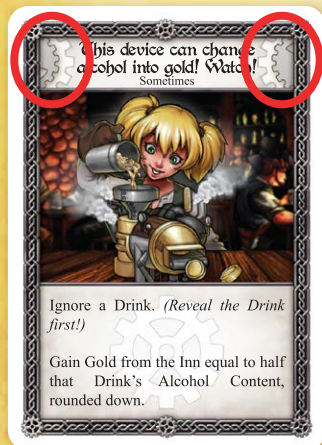 This device can change
alcohol into gold! Watch!
Sometimes
Ignore a Drink. (Reveal the Drink
first!)
Gain Gold from the Inn equal to half
that Drink's Alcohol Content,
rounded down.